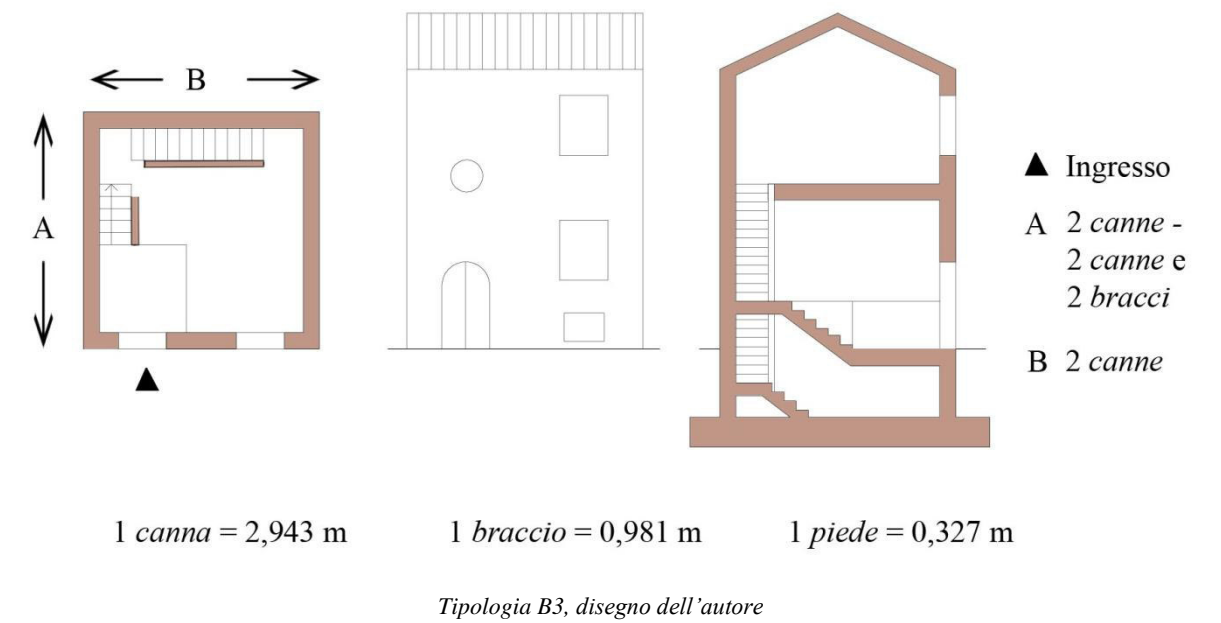 B
A
▲ Ingresso
A 2 canne -
2 canne e
2 bracci
B 2 canne
1 canna = 2,943 m 1 braccio = 0,981 m 1 piede = 0,327 m
Tipologia B3, disegno dell’autore